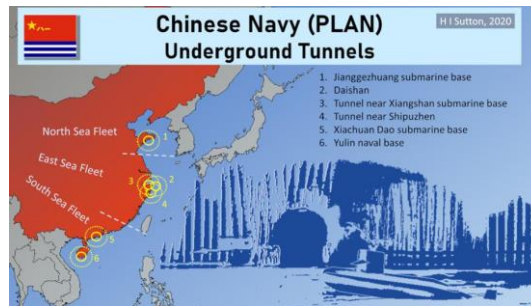 Chinese Navy (PLAN)
Underground Tunnels
H I Sutton, 2020
1. Jianggezhuang submarine base
2. Daishan
3. Tunnel near Xiangshan submarine base
4. Tunnel near Shipuzhen
5. Xiachuan Dao submarine base
6. Yulin naval base
North Sea Fleet
1
East Sea Fleet
3
2
4
South Sea Fleet
5
6